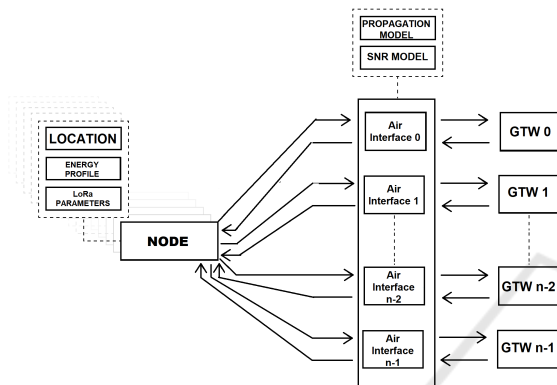 PROPAGATION
MODEL
SNR MODEL
LOCATION
ENERGY
PROFILE
LoRa
PARAMETERS
NODE
Air
Interface 0
GTW 0
Air
Interface 1
GTW 1
Air
Interface
n-2
GTW n-2
Air
Interface
n-1
GTW n-1